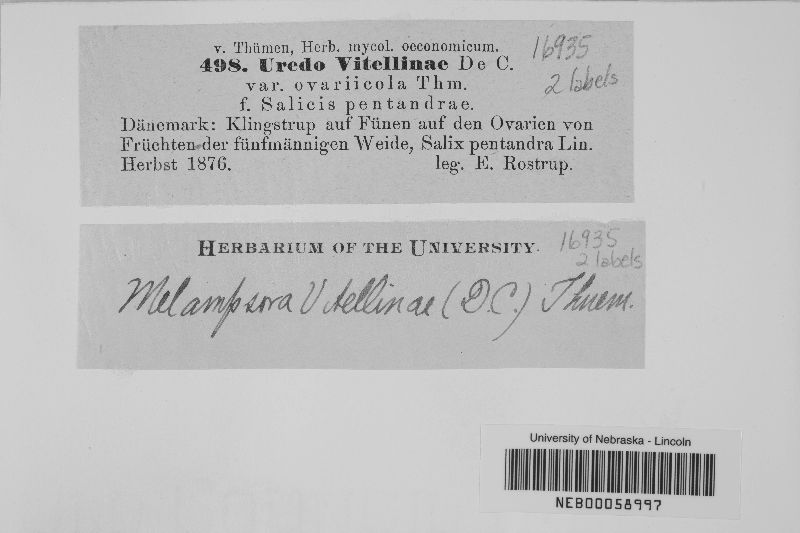 v. Thümen, Herb. mycol. oeconomicum.
498. Uredo Vitellinae De C.
var. ovariicola Thm.
f. Salicis pentandrae.
Dänemark: Klingstrup auf Fünen auf den Ovarien von
Früchten der fünfmännigen Weide, Salix pentandra Lin.
Herbst 1876. leg. E. Rostrup.
16935
2 labels
HERBARIUM OF THE UNIVERSITY.
16935
2 labels
Melampsora Vitellinae (D.C.) Thuem.
University of Nebraska - Lincoln
NEB00058997